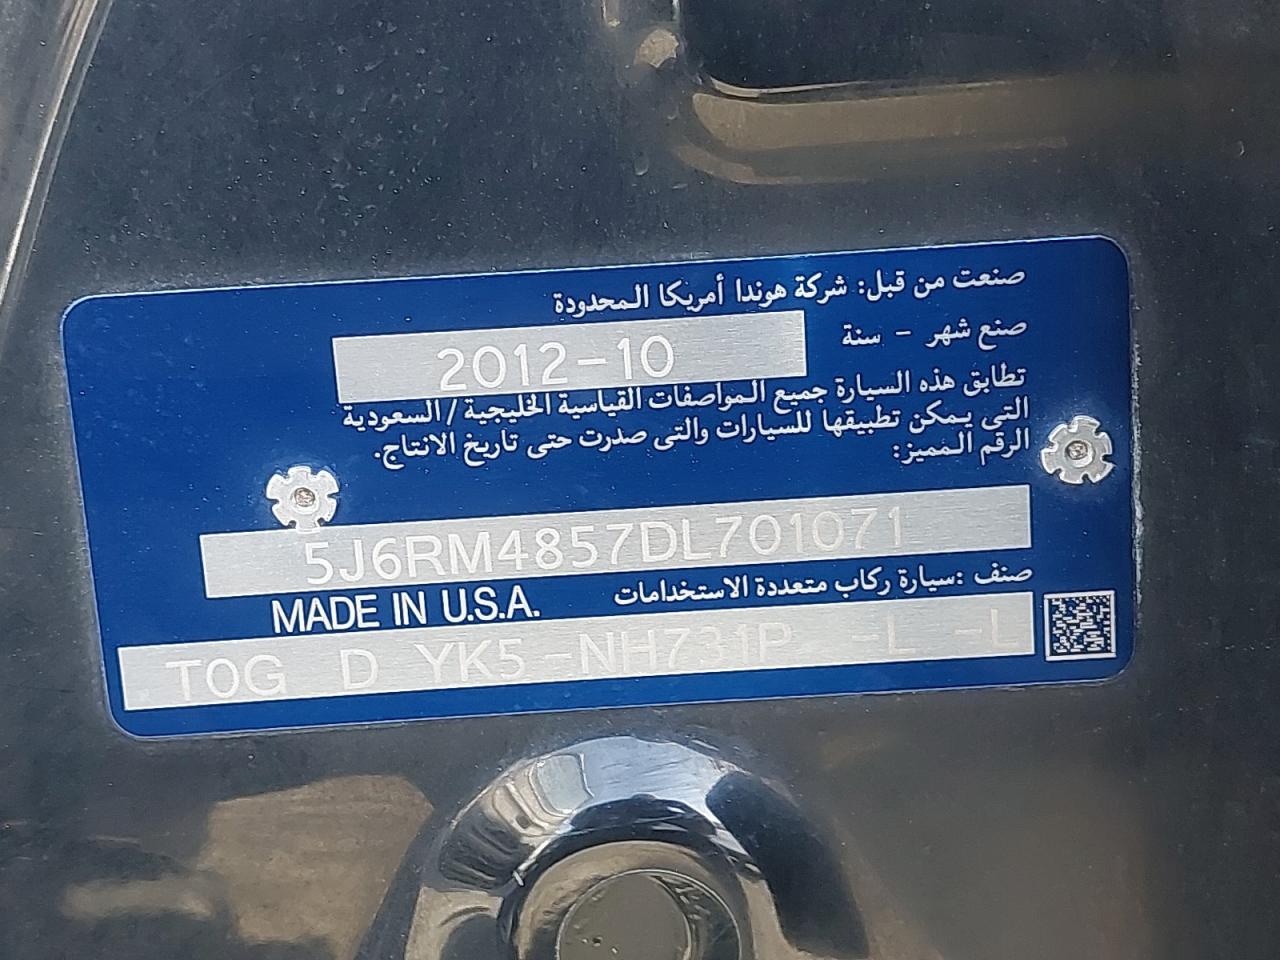 صنعت من قبل: شركة هوندا أمريكا المحدودة
صنع شهر - سنة
2012-10
تطابق هذه السيارة جميع المواصفات القياسية الخليجية / السعودية
التي يمكن تطبيقها للسيارات والتى صدرت حتى تاريخ الانتاج.
الرقم المميز:
5J6RM4857DL701071
صنف :سيارة ركاب متعددة الاستخدامات
MADE IN U.S.A.
T0G D YK5-NH731P -L -L